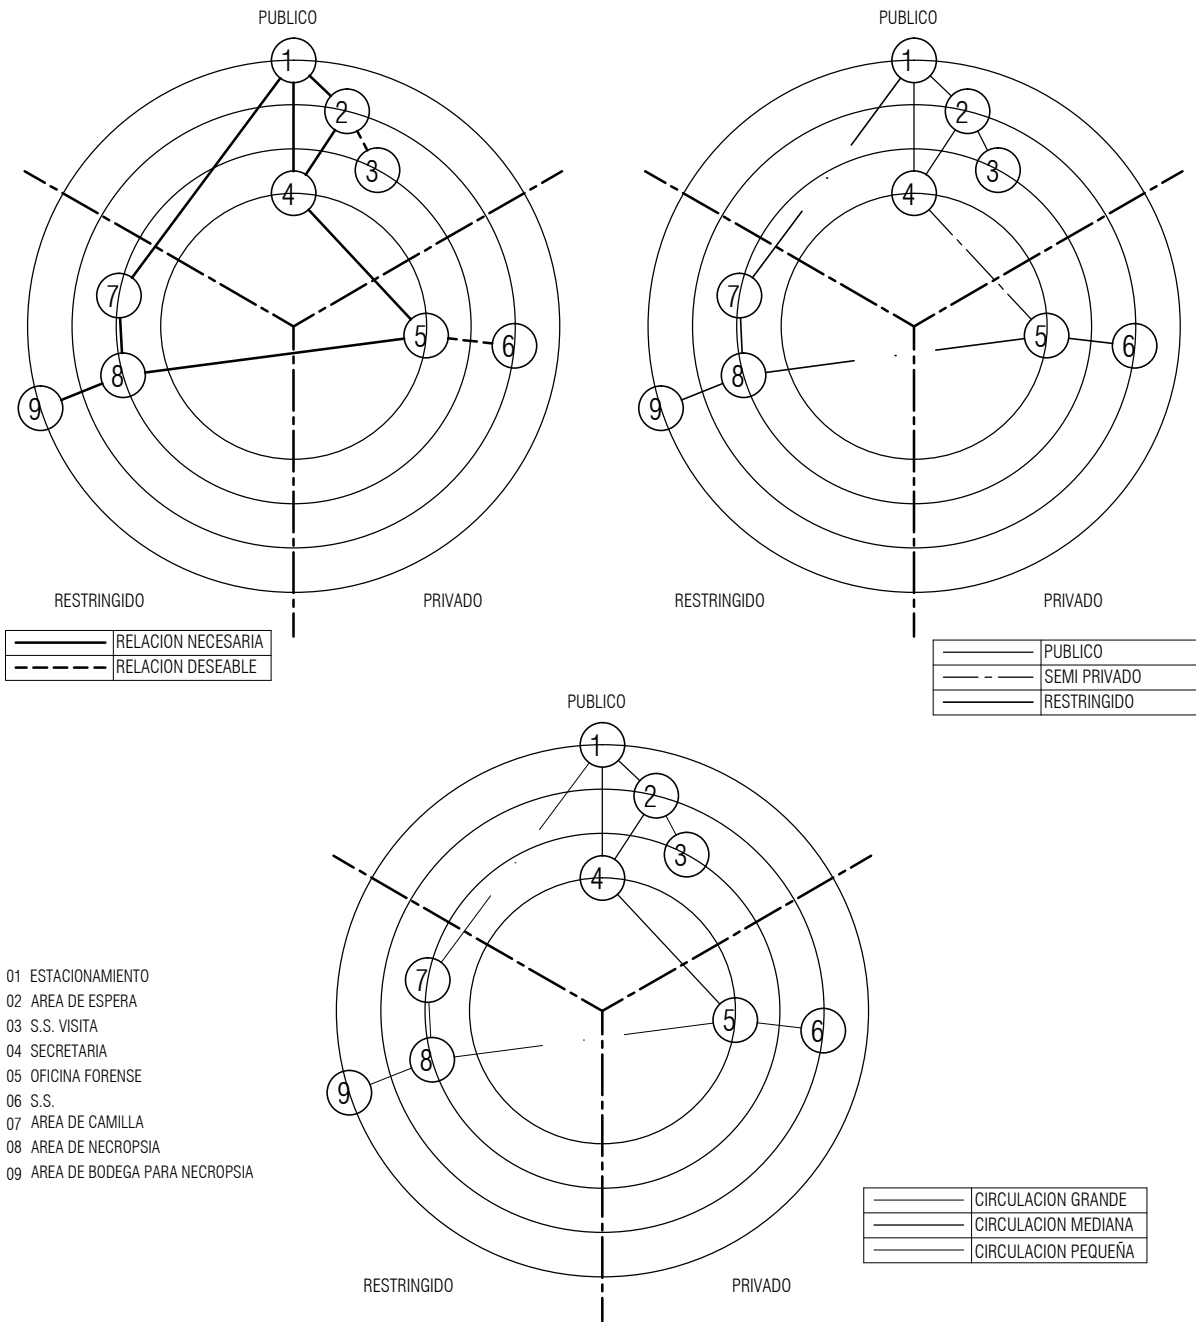 PUBLICO
1
2
3
4
5
6
7
8
9
RESTRINGIDO
PRIVADO
RELACION NECESARIA
RELACION DESEABLE
PUBLICO
1
2
3
4
5
6
7
8
9
RESTRINGIDO
PRIVADO
PUBLICO
SEMI PRIVADO
RESTRINGIDO
PUBLICO
1
2
3
4
5
6
7
8
9
RESTRINGIDO
PRIVADO
01 ESTACIONAMIENTO
02 AREA DE ESPERA
03 S.S. VISITA
04 SECRETARIA
05 OFICINA FORENSE
06 S.S.
07 AREA DE CAMILLA
08 AREA DE NECROPSIA
09 AREA DE BODEGA PARA NECROPSIA
CIRCULACION GRANDE
CIRCULACION MEDIANA
CIRCULACION PEQUEÑA